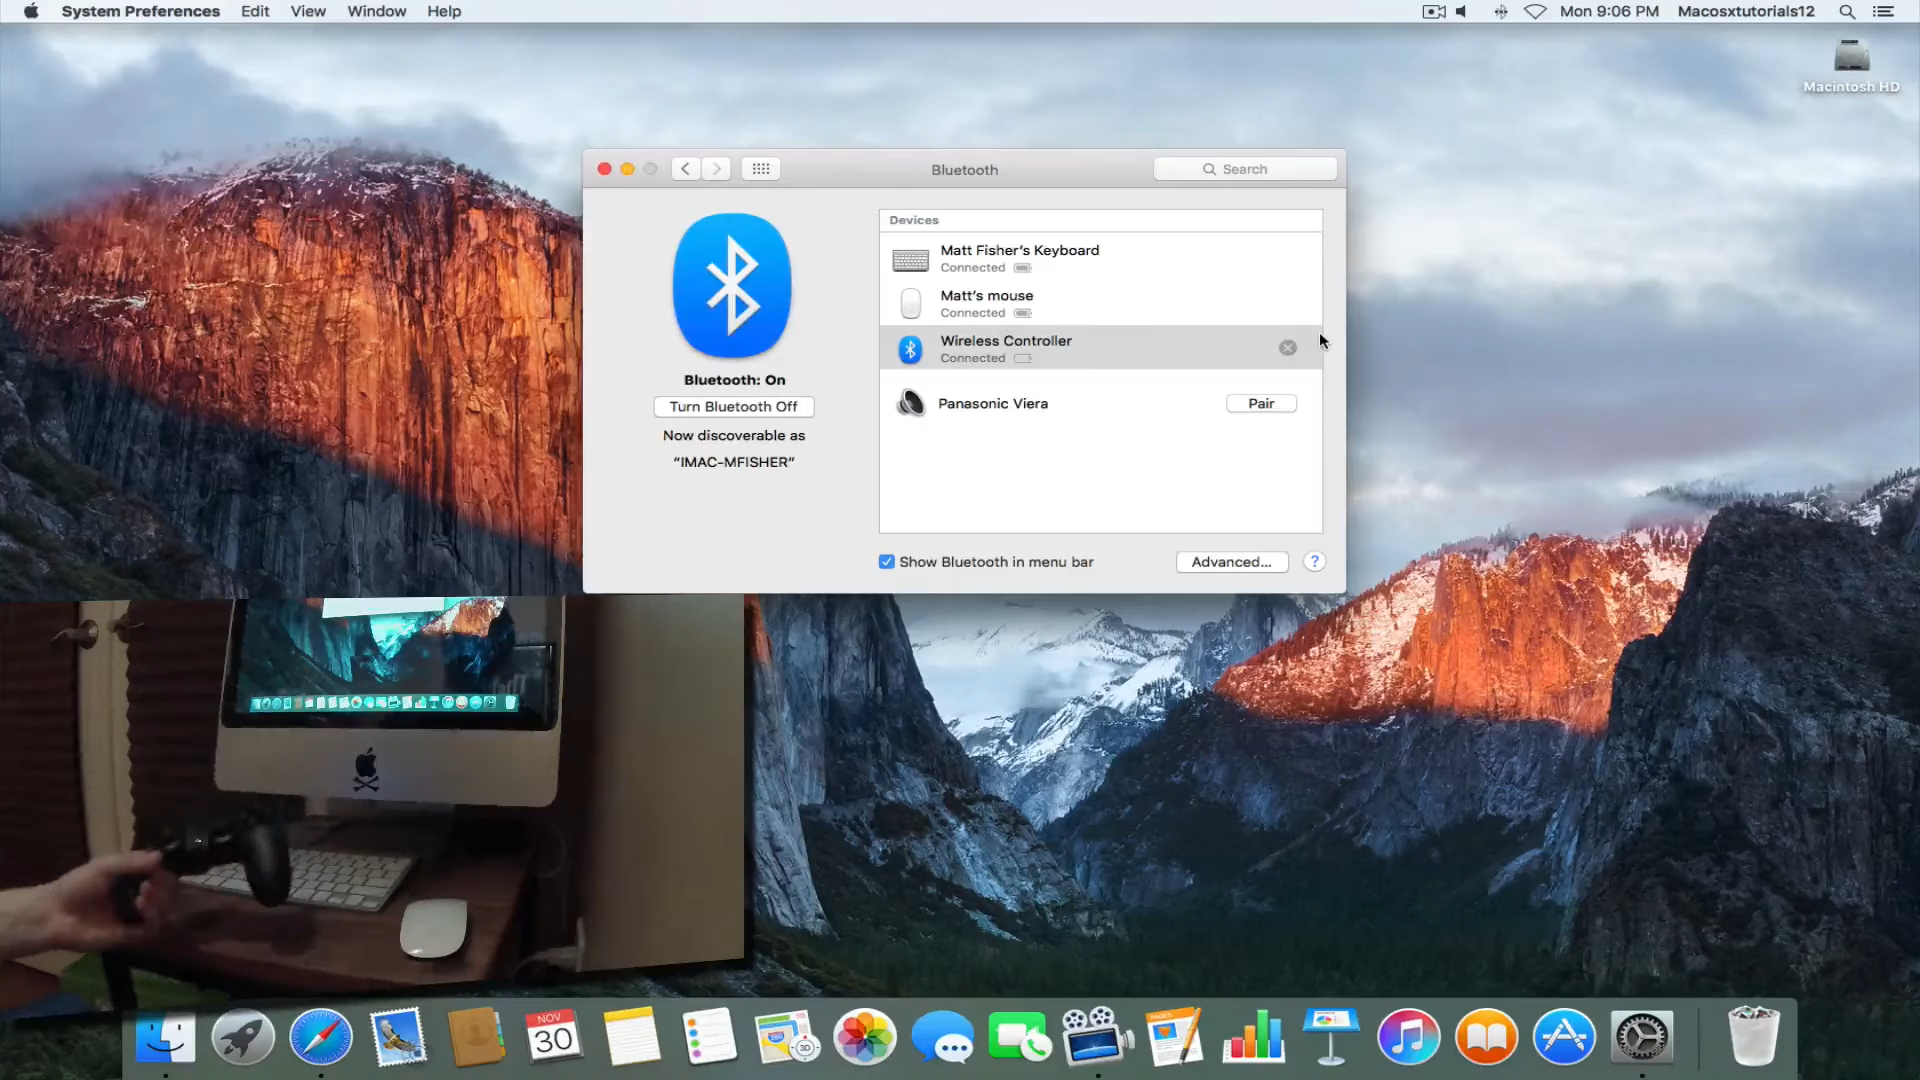 System Preferences Edit View Window Help
Mon 9:06 PM Macosxtutorials12
Macintosh HD
Bluetooth
Search
Devices
Matt Fisher's Keyboard
Connected
Matt's mouse
Connected
Wireless Controller
Connected
Panasonic Viera
Pair
Bluetooth: On
Turn Bluetooth Off
Now discoverable as
“IMAC-MFISHER”
Show Bluetooth in menu bar
Advanced...
?
NOV
30
3D